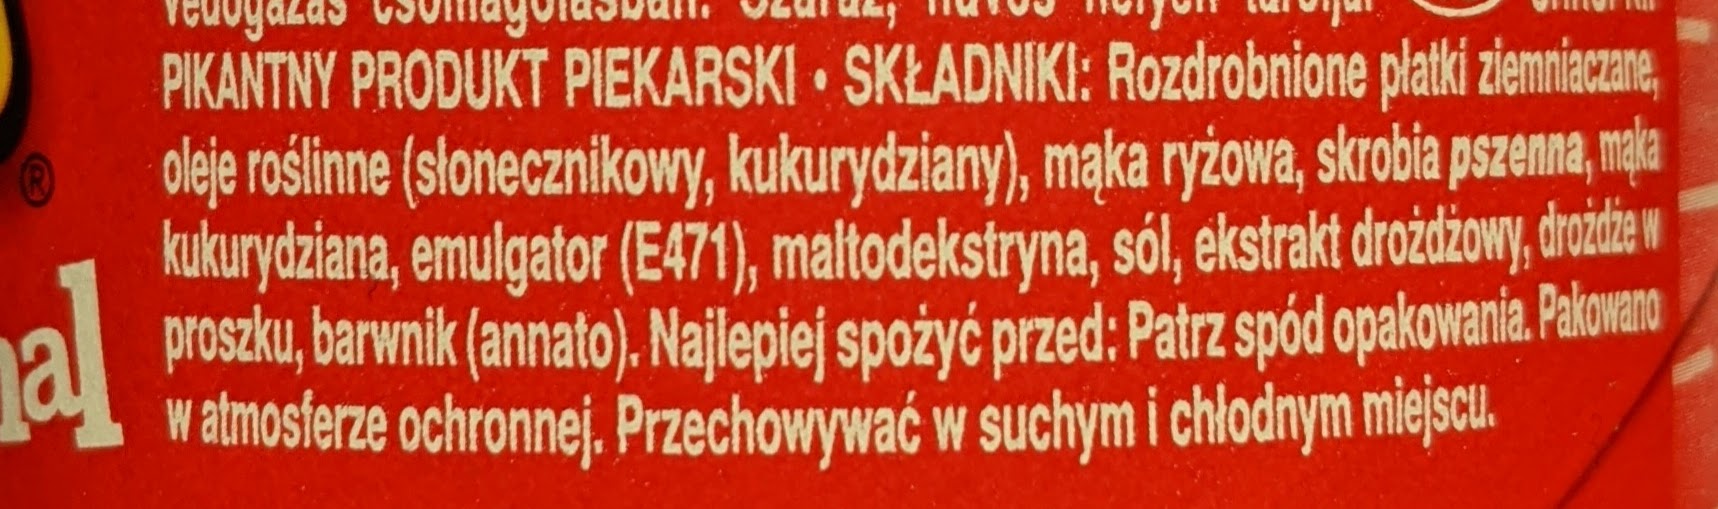 védőgázas csomagolásban. Száraz, hűvös helyen tárolja!
PIKANTNY PRODUKT PIEKARSKI • SKŁADNIKI: Rozdrobnione płatki ziemniaczane,
oleje roślinne (słonecznikowy, kukurydziany), mąka ryżowa, skrobia pszenna, mąka
kukurydziana, emulgator (E471), maltodekstryna, sól, ekstrakt drożdżowy, drożdże w
proszku, barwnik (annato). Najlepiej spożyć przed: Patrz spód opakowania. Pakowano
w atmosferze ochronnej. Przechowywać w suchym i chłodnym miejscu.
®
nal